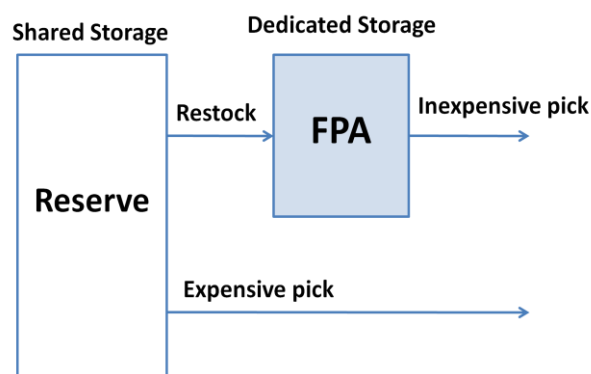 Shared Storage
Dedicated Storage
Restock
FPA
Inexpensive pick
Reserve
Expensive pick